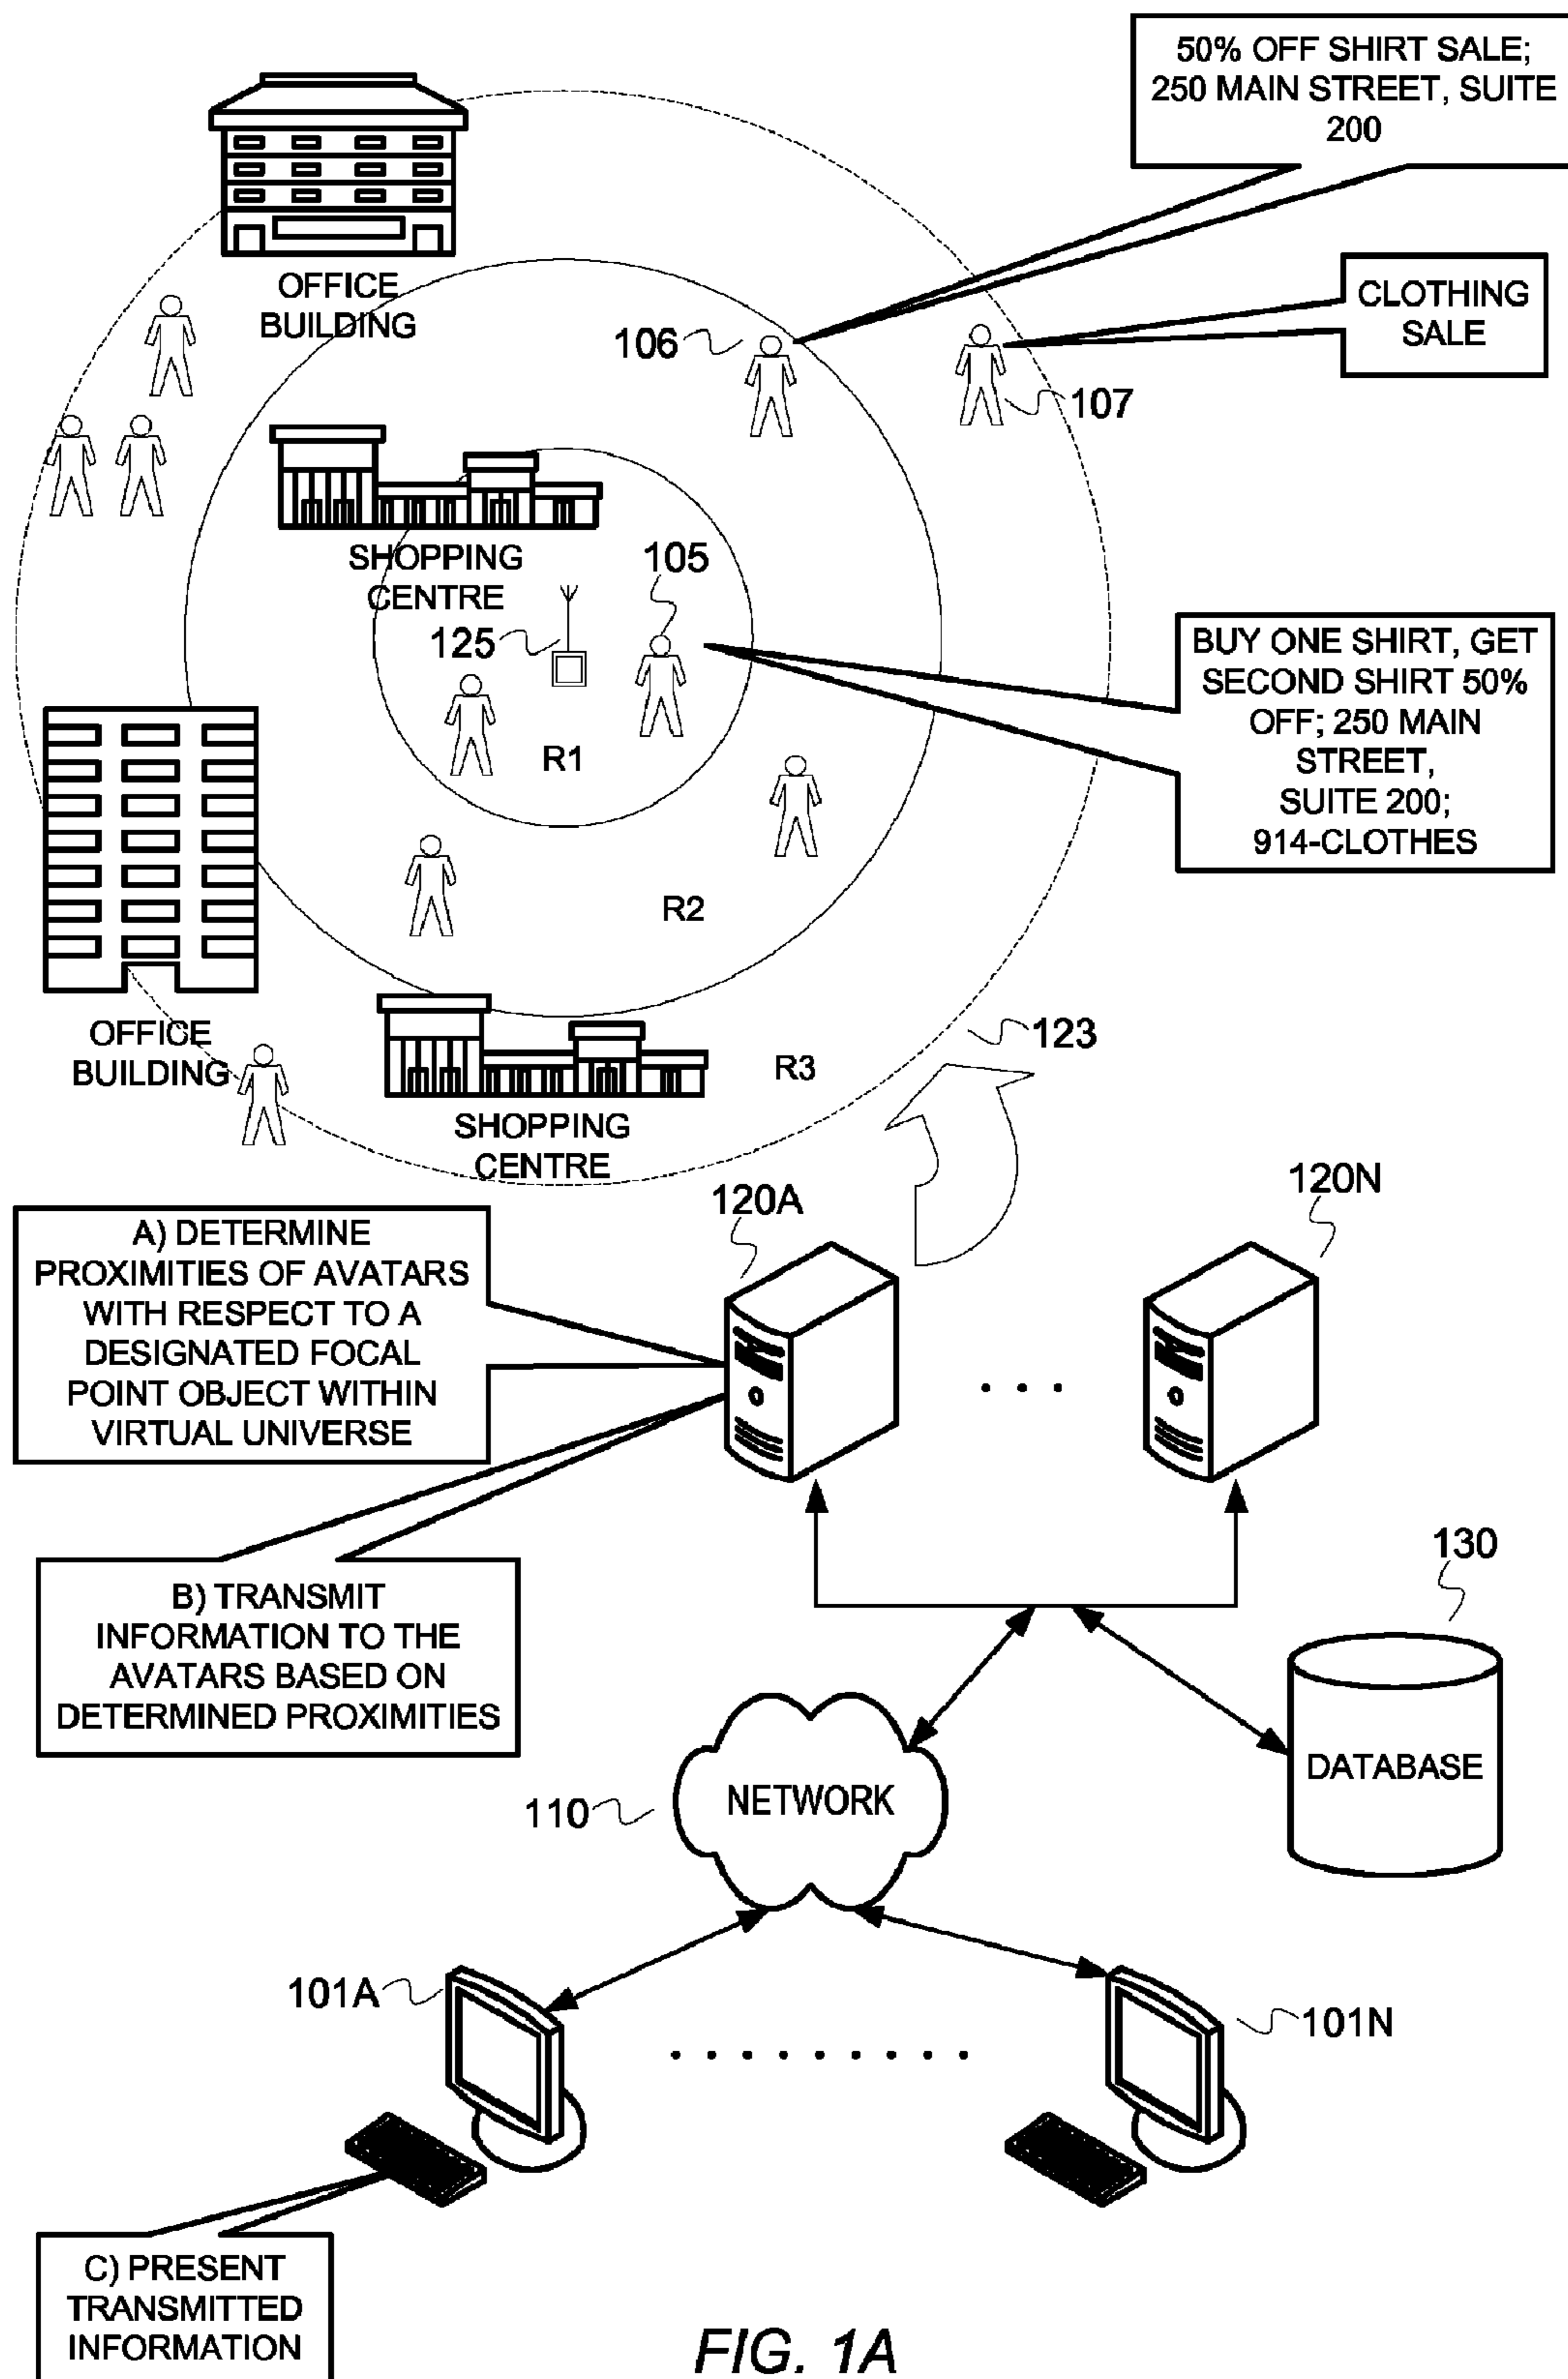 50% OFF SHIRT SALE;
250 MAIN STREET, SUITE
200
OFFICE
BUILDING
CLOTHING
SALE
106
107
SHOPPING
CENTRE
105
125
BUY ONE SHIRT, GET
SECOND SHIRT 50%
OFF; 250 MAIN
STREET,
SUITE 200;
914-CLOTHES
R1
R2
OFFICE
BUILDING
123
R3
SHOPPING
CENTRE
120A
120N
A) DETERMINE
PROXIMITIES OF AVATARS
WITH RESPECT TO A
DESIGNATED FOCAL
POINT OBJECT WITHIN
VIRTUAL UNIVERSE
130
B) TRANSMIT
INFORMATION TO THE
AVATARS BASED ON
DETERMINED PROXIMITIES
DATABASE
NETWORK
110
101A
101N
C) PRESENT
TRANSMITTED
INFORMATION
FIG. 1A